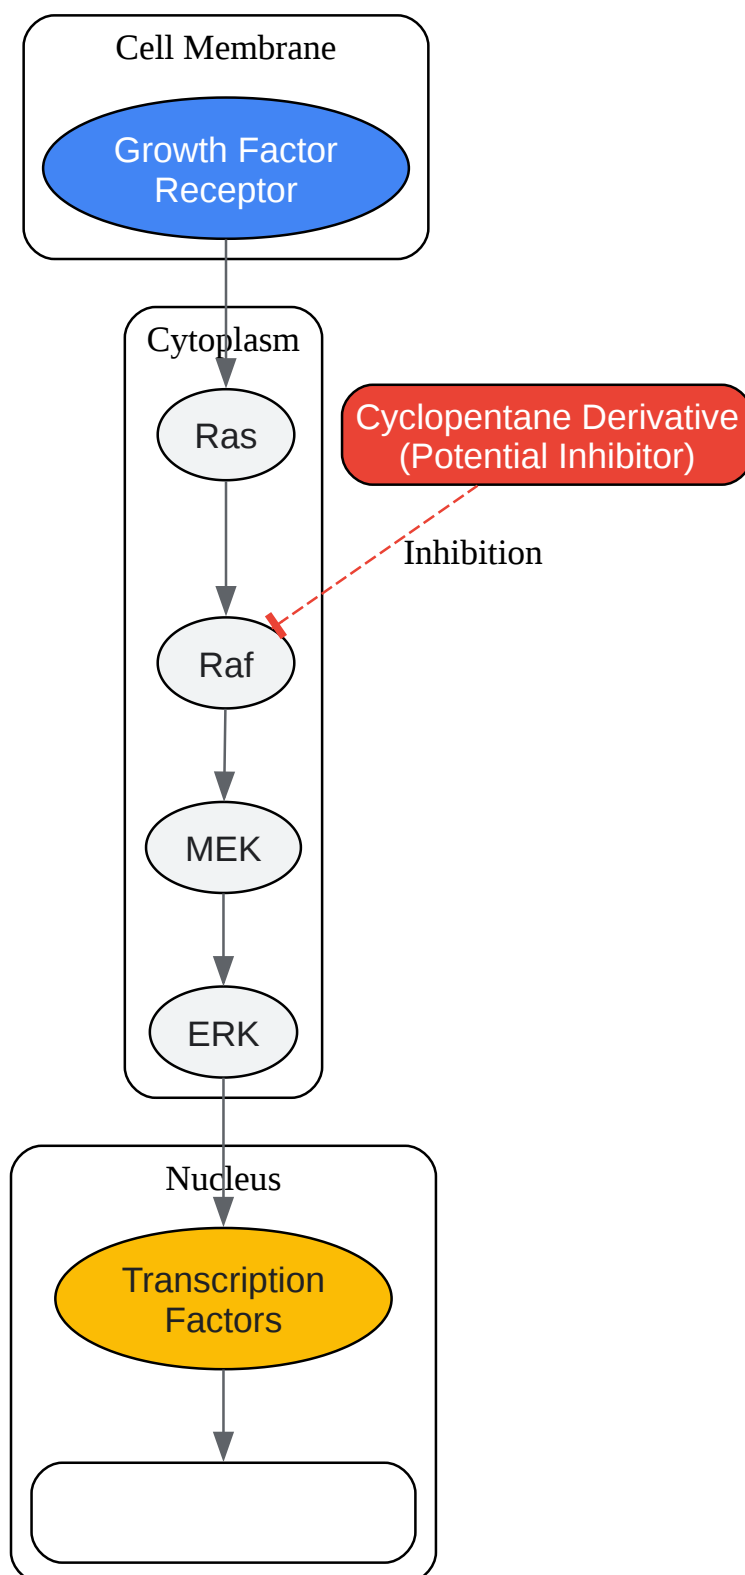 Cell Membrane
Growth Factor
Receptor
Cytoplasm
Ras
Cyclopentane Derivative
(Potential Inhibitor)
Inhibition
Raf
MEK
ERK
Nucleus
Transcription
Factors